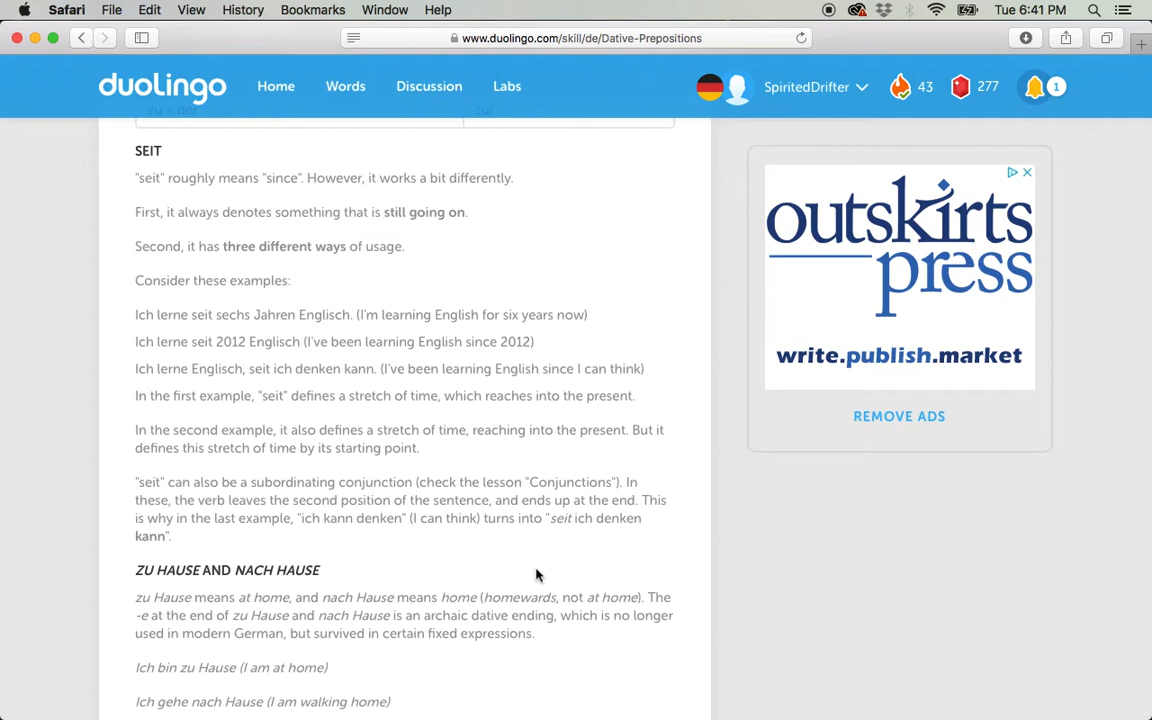 Safari File Edit View History Bookmarks Window Help Tue 6:41 PM
www.duolingo.com/skill/de/Dative-Prepositions
duolingo Home Words Discussion Labs SpiritedDrifter 43 277 1
zu + der zur
SEIT
"seit" roughly means "since". However, it works a bit differently.
First, it always denotes something that is still going on.
Second, it has three different ways of usage.
Consider these examples:
Ich lerne seit sechs Jahren Englisch. (I'm learning English for six years now)
Ich lerne seit 2012 Englisch (I've been learning English since 2012)
Ich lerne Englisch, seit ich denken kann. (I've been learning English since I can think)
In the first example, "seit" defines a stretch of time, which reaches into the present.
In the second example, it also defines a stretch of time, reaching into the present. But it
defines this stretch of time by its starting point.
"seit" can also be a subordinating conjunction (check the lesson "Conjunctions"). In
these, the verb leaves the second position of the sentence, and ends up at the end. This
is why in the last example, "ich kann denken" (I can think) turns into "seit ich denken
kann".
ZU HAUSE AND NACH HAUSE
zu Hause means at home, and nach Hause means home (homewards, not at home). The
-e at the end of zu Hause and nach Hause is an archaic dative ending, which is no longer
used in modern German, but survived in certain fixed expressions.
Ich bin zu Hause (I am at home)
Ich gehe nach Hause (I am walking home)
outskirts
press
write.publish.market
REMOVE ADS